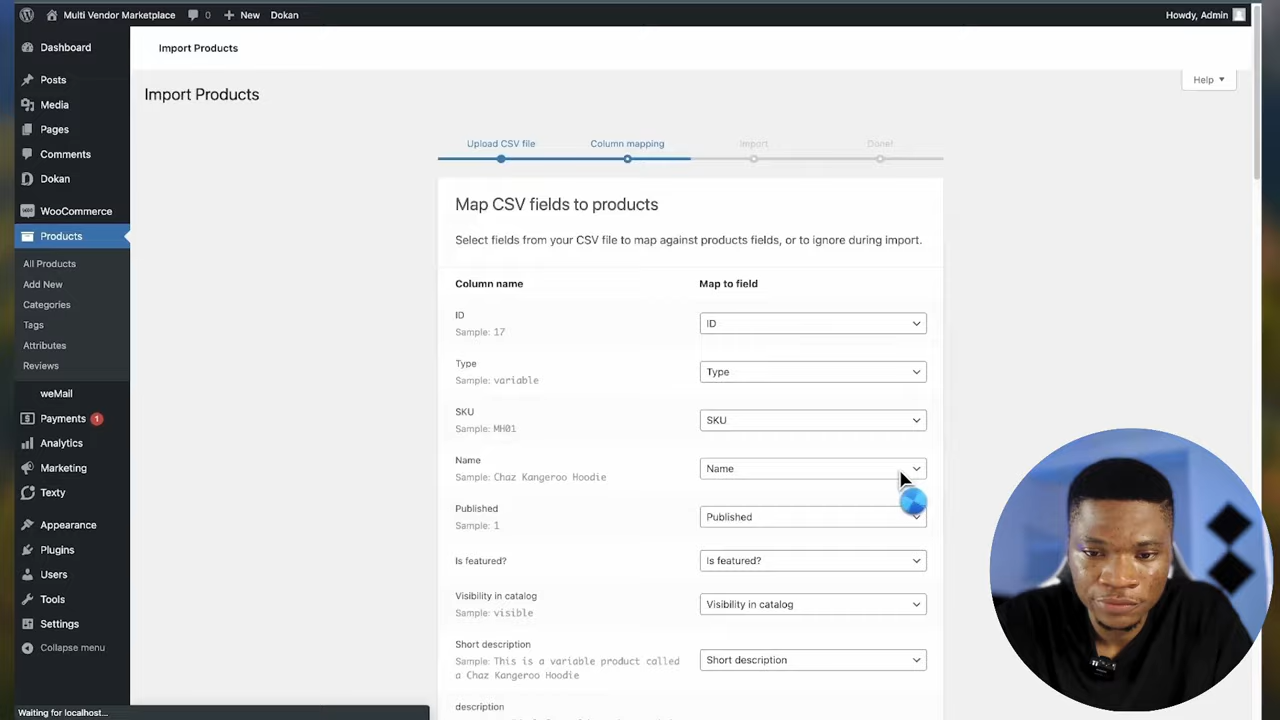 Multi Vendor Marketplace 0 New Dokan Howdy, Admin
Dashboard
Posts
Media
Pages
Comments
Dokan
WooCommerce
Products
All Products
Add New
Categories
Tags
Attributes
Reviews
weMail
Payments 1
Analytics
Marketing
Texty
Appearance
Plugins
Users
Tools
Settings
Collapse menu
Import Products
Help
Import Products
Upload CSV file Column mapping Import Done!
Map CSV fields to products
Select fields from your CSV file to map against products fields, or to ignore during import.
Column name Map to field
ID
Sample: 17
ID
Type
Sample: variable
Type
SKU
Sample: MH01
SKU
Name
Sample: Chaz Kangeroo Hoodie
Name
Published
Sample: 1
Published
Is featured? Is featured?
Visibility in catalog
Sample: visible
Visibility in catalog
Short description
Sample: This is a variable product called
a Chaz Kangeroo Hoodie
Short description
description
Waiting for localhost...